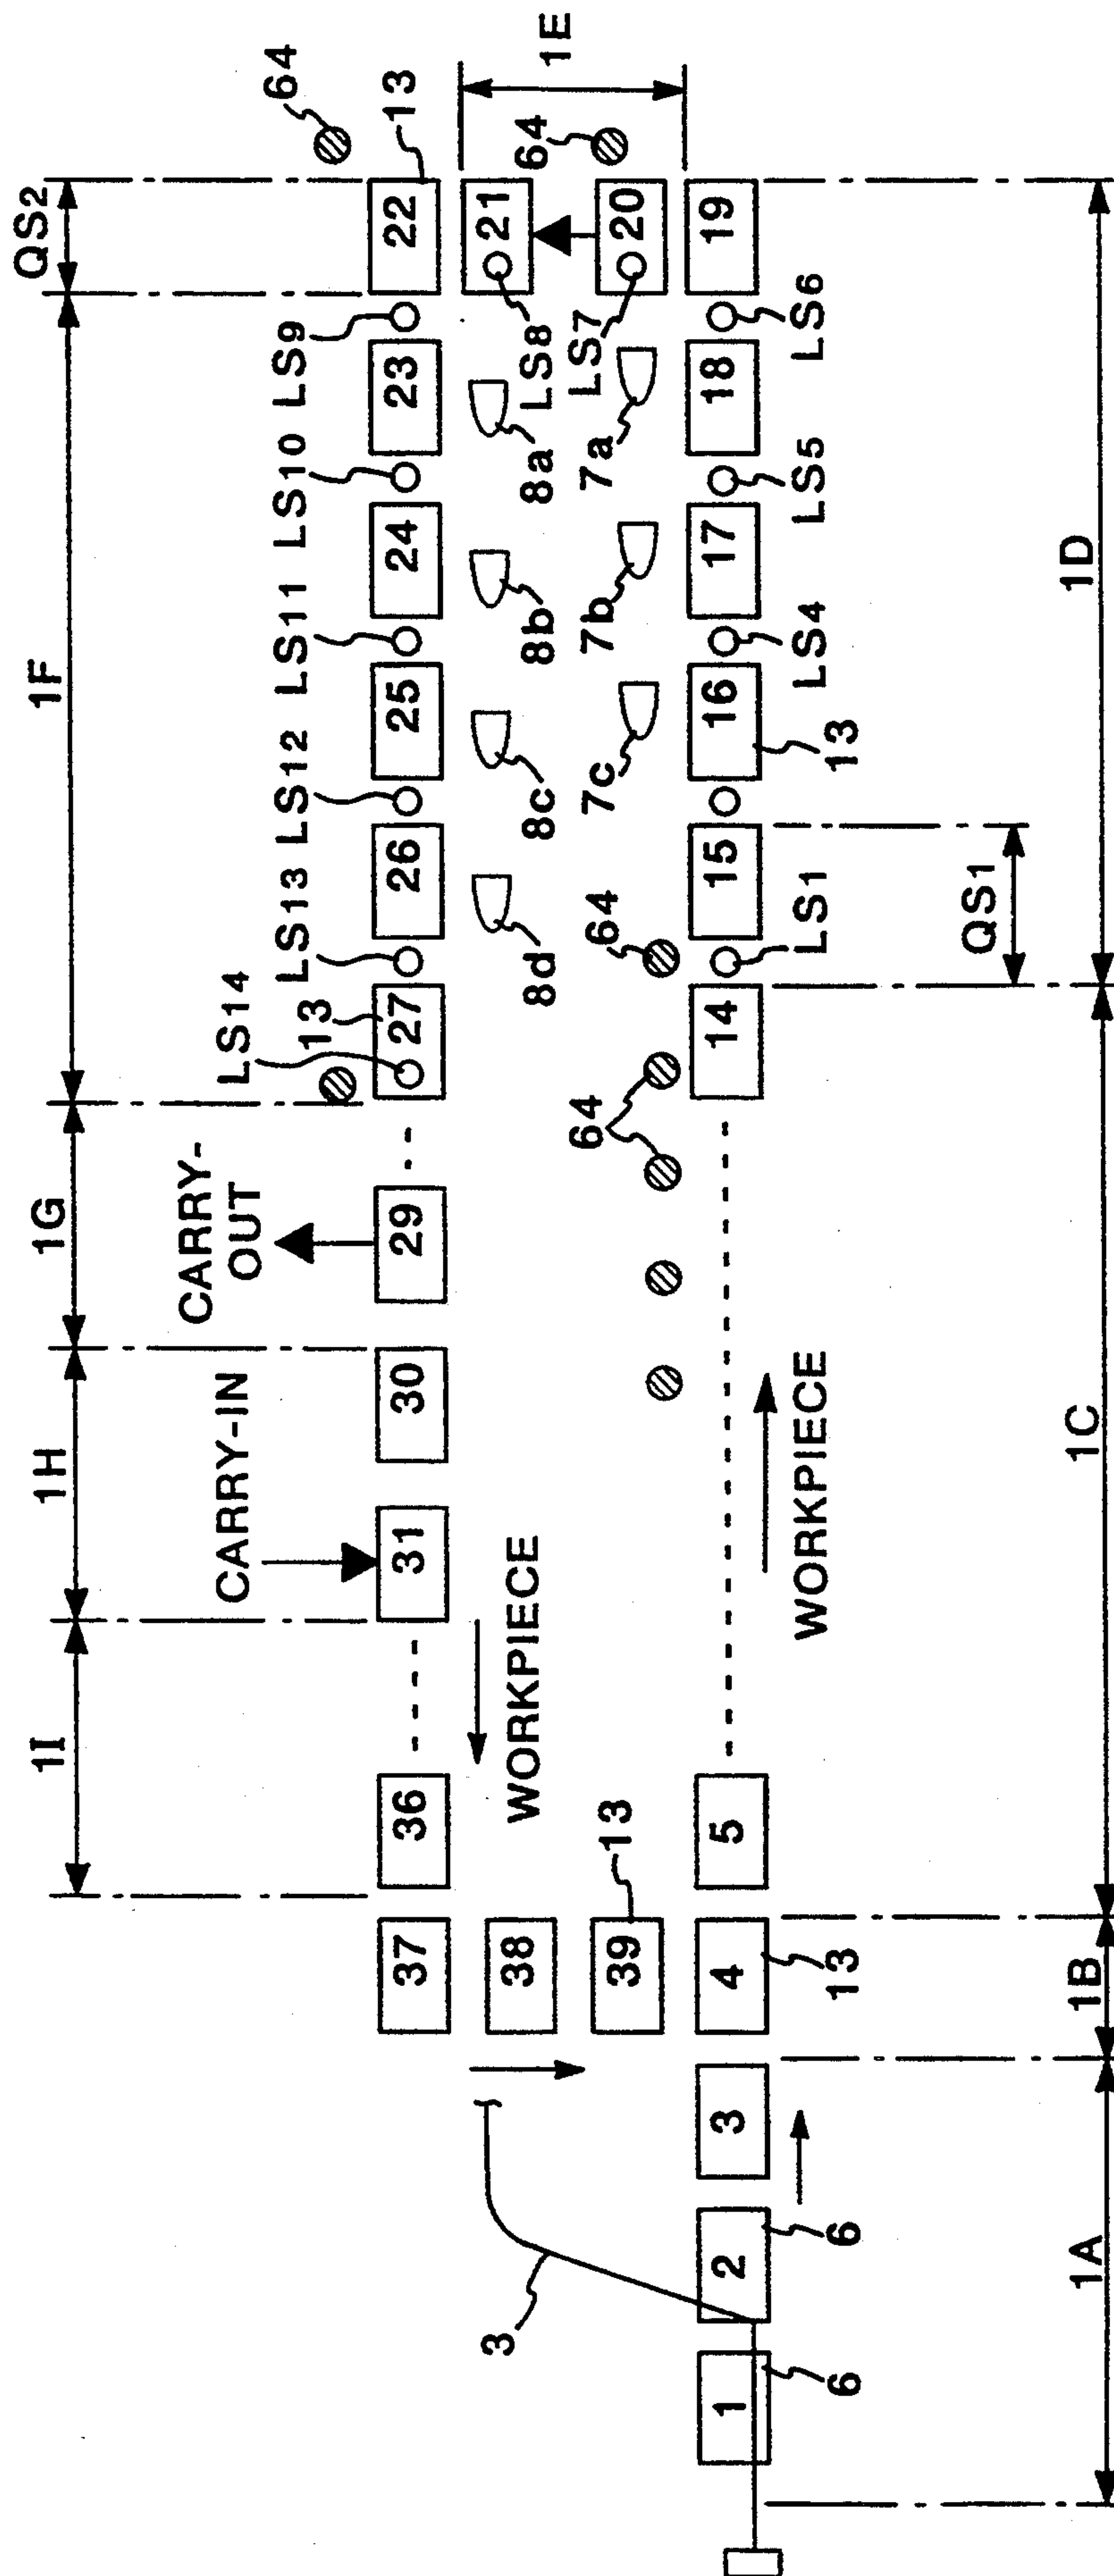 QS2
64
1F
LS9
13
LS10
LS11
LS12
LS13
LS14
13
1G
CARRY-
OUT
1H
CARRY-IN
1I
22
23
24
25
26
27
29
30
31
36
37
1E
64
21
20
LS8
LS7
8a
8b
8c
8d
7a
7b
7c
64
64
WORKPIECE
38
39
13
3
19
18
17
16
15
14
5
4
3
2
1
LS6
LS5
LS4
13
LS1
QS1
WORKPIECE
13
6
6
1D
1C
1B
1A